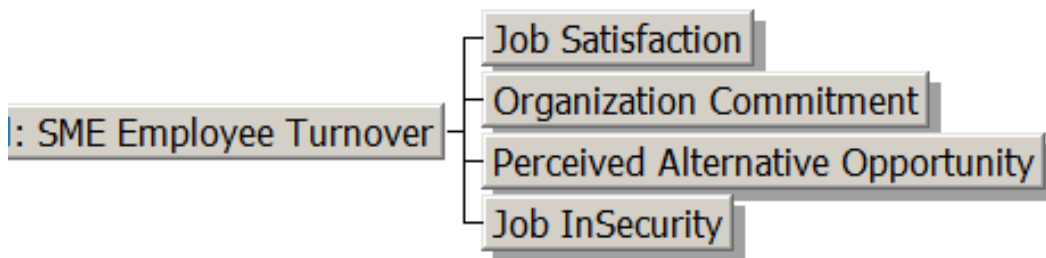 Job Satisfaction
Organization Commitment
: SME Employee Turnover
Perceived Alternative Opportunity
Job InSecurity